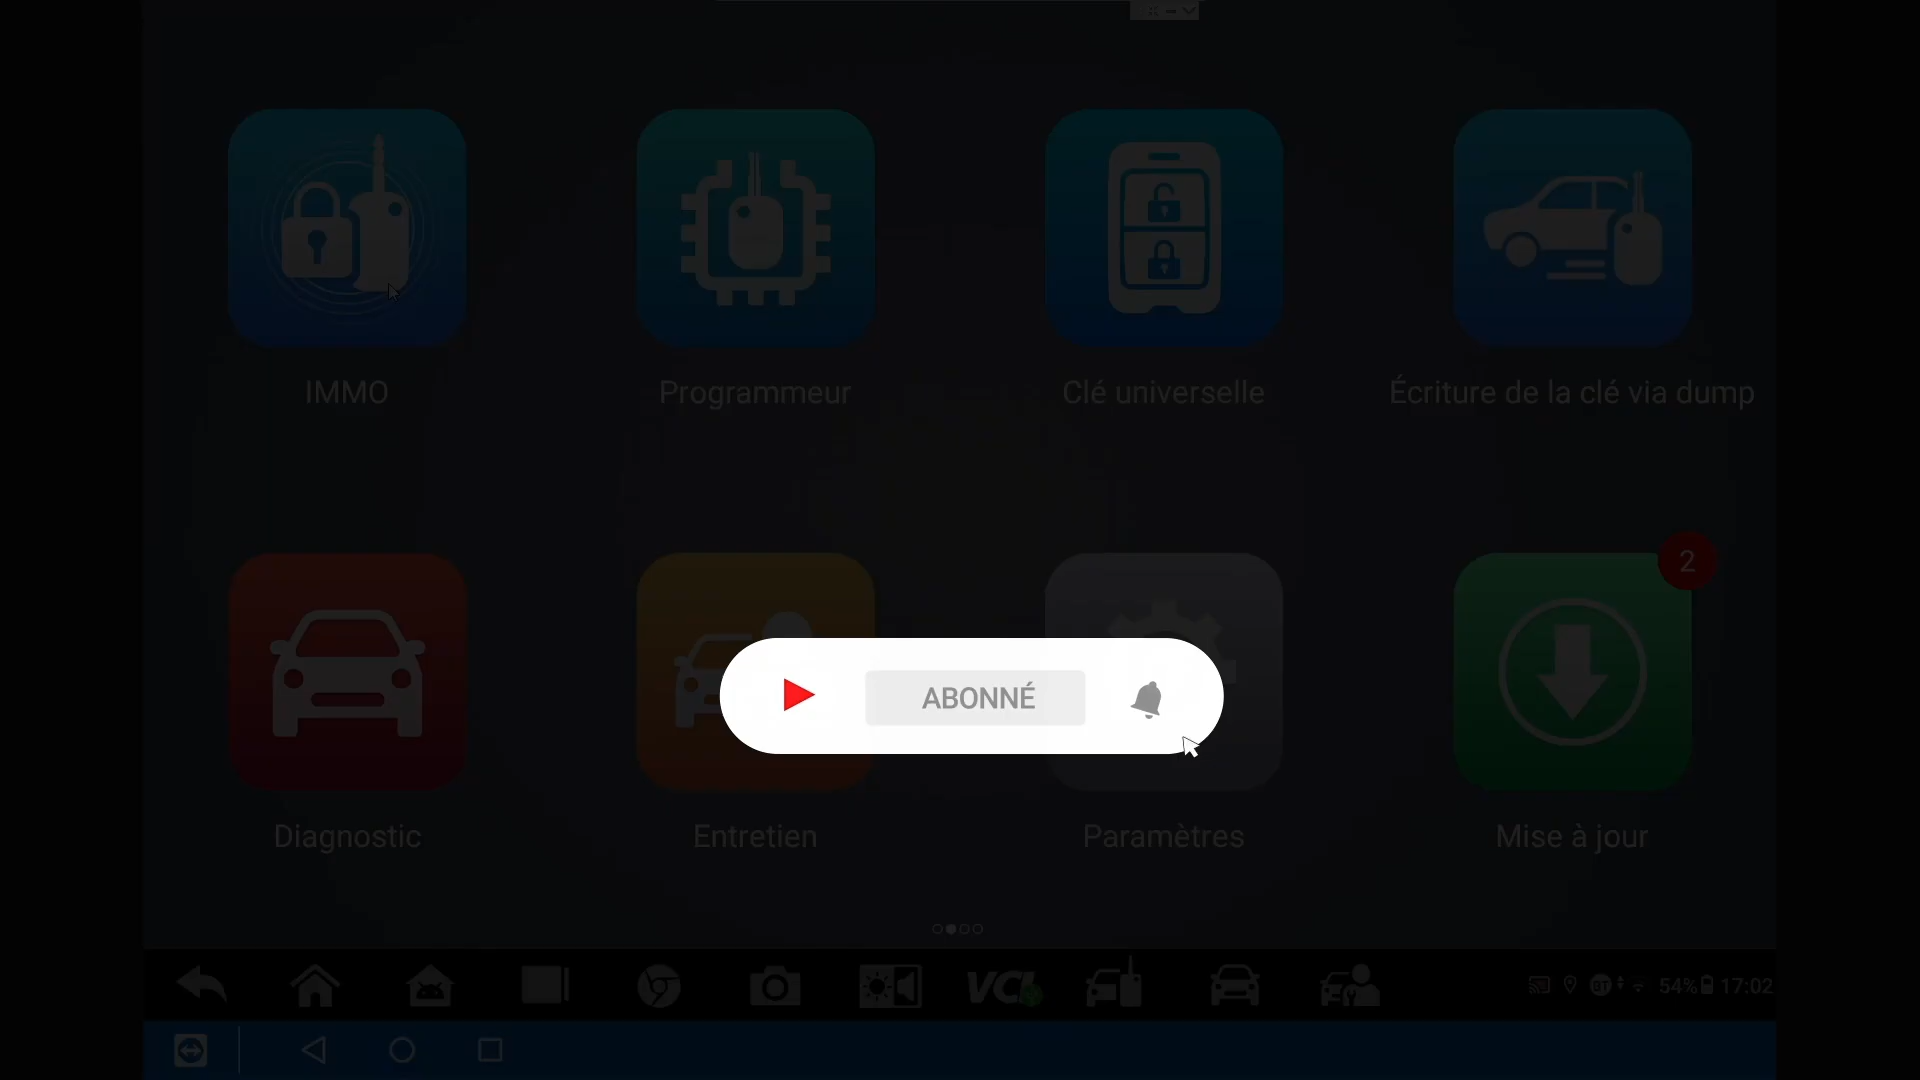 IMMO
Programmeur
Clé universelle
Écriture de la clé via dump
2
ABONNÉ
Diagnostic
Entretien
Paramètres
Mise à jour
VCI
BT
54%
17:02